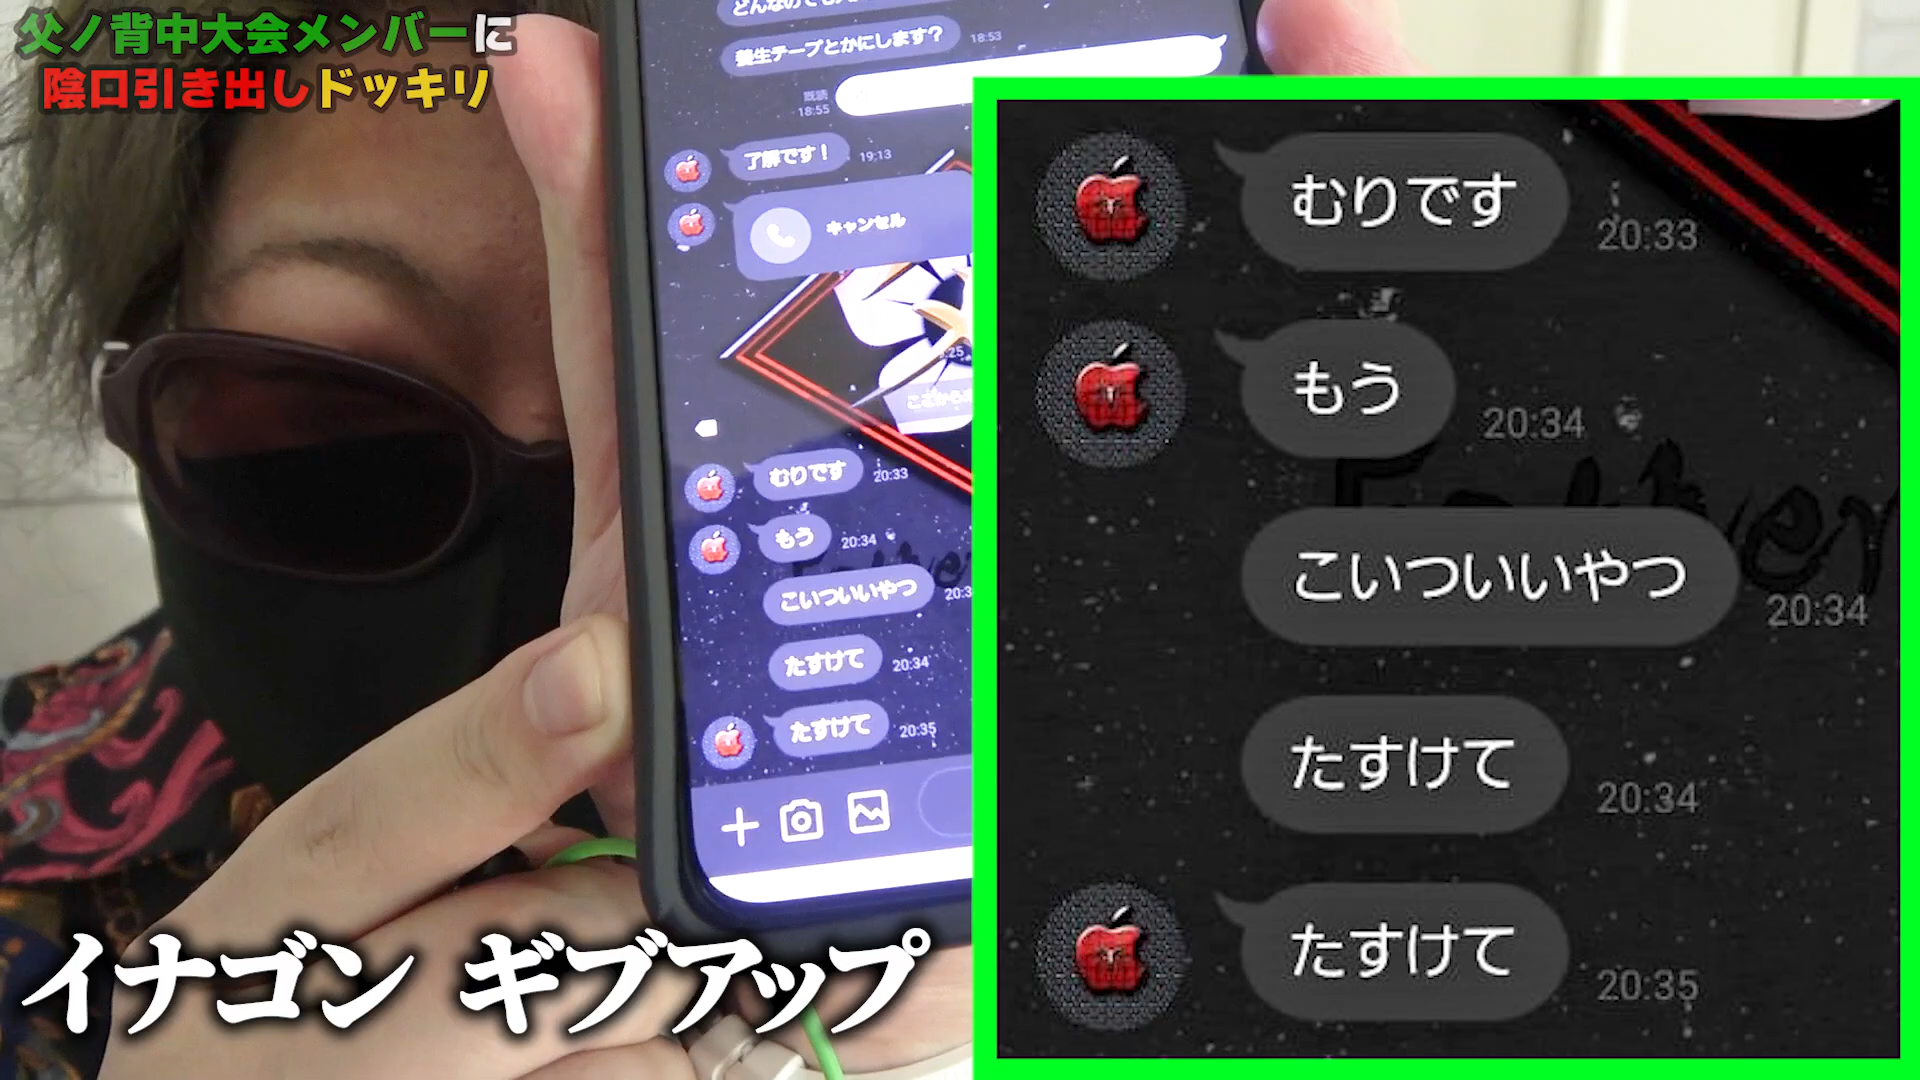 父ノ背中大会メンバーに
陰口引き出しドッキリ
養生テープとかにします？ 18:53
既読
18:55
了解です！ 19:13
キャンセル
むりです 20:33
もう 20:34
こいついいやつ
たすけて 20:34
たすけて 20:35
むりです 20:33
もう 20:34
こいついいやつ 20:34
たすけて 20:34
たすけて 20:35
イナゴン ギブアップ